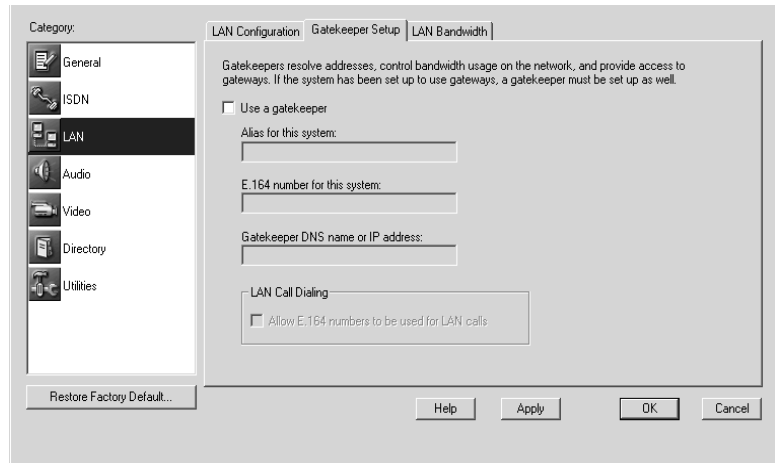 Category:
General
ISDN
LAN
Audio
Video
Directory
Utilities
Restore Factory Default...
LAN Configuration
Gatekeeper Setup
LAN Bandwidth
Gatekeepers resolve addresses, control bandwidth usage on the network, and provide access to
gateways. If the system has been set up to use gateways, a gatekeeper must be set up as well.
Use a gatekeeper
Alias for this system:
E.164 number for this system:
Gatekeeper DNS name or IP address:
LAN Call Dialing
Allow E.164 numbers to be used for LAN calls
Help
Apply
OK
Cancel